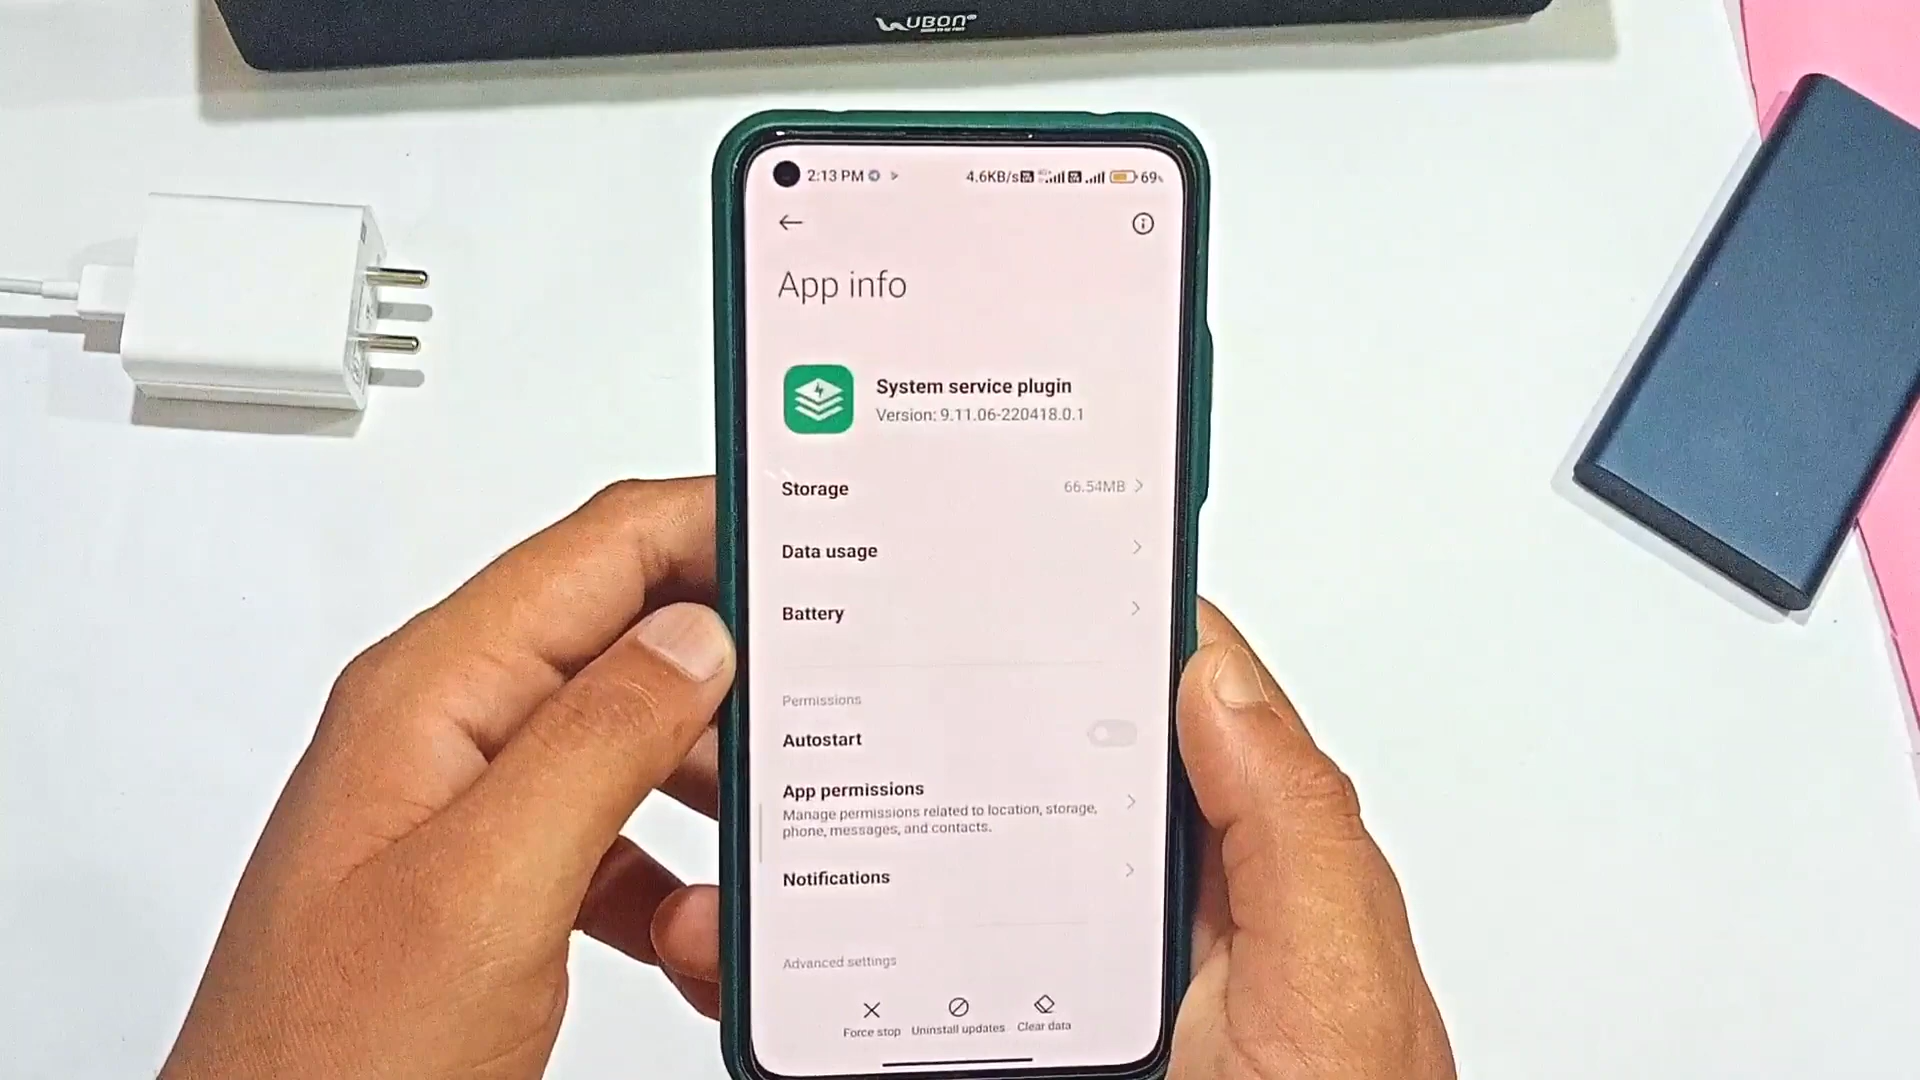 UBON
2:13 PM
4.6KB/s
69
App info
System service plugin
Version: 9.11.06-220418.0.1
Storage
66.54MB
Data usage
Battery
Permissions
Autostart
App permissions
Manage permissions related to location, storage,
phone, messages, and contacts.
Notifications
Advanced settings
Force stop
Uninstall updates
Clear data